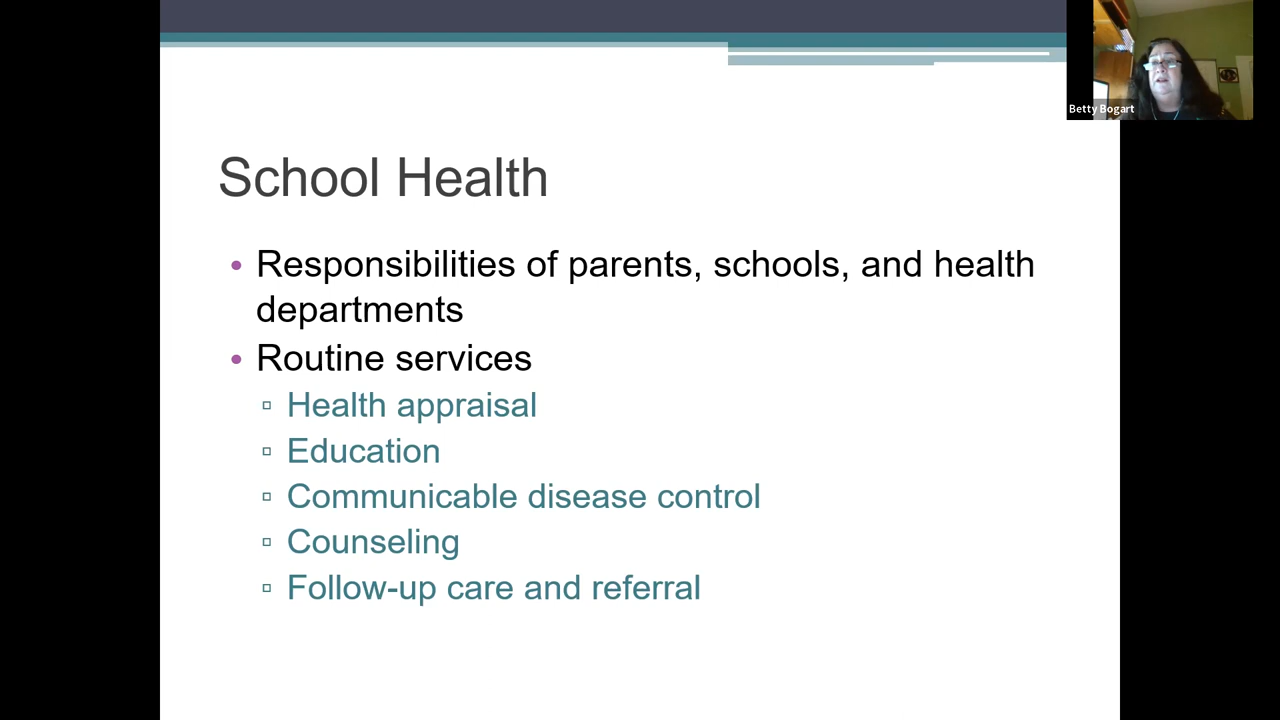 Betty Bogart
School Health
• Responsibilities of parents, schools, and health
departments
• Routine services
▫ Health appraisal
▫ Education
▫ Communicable disease control
▫ Counseling
▫ Follow-up care and referral